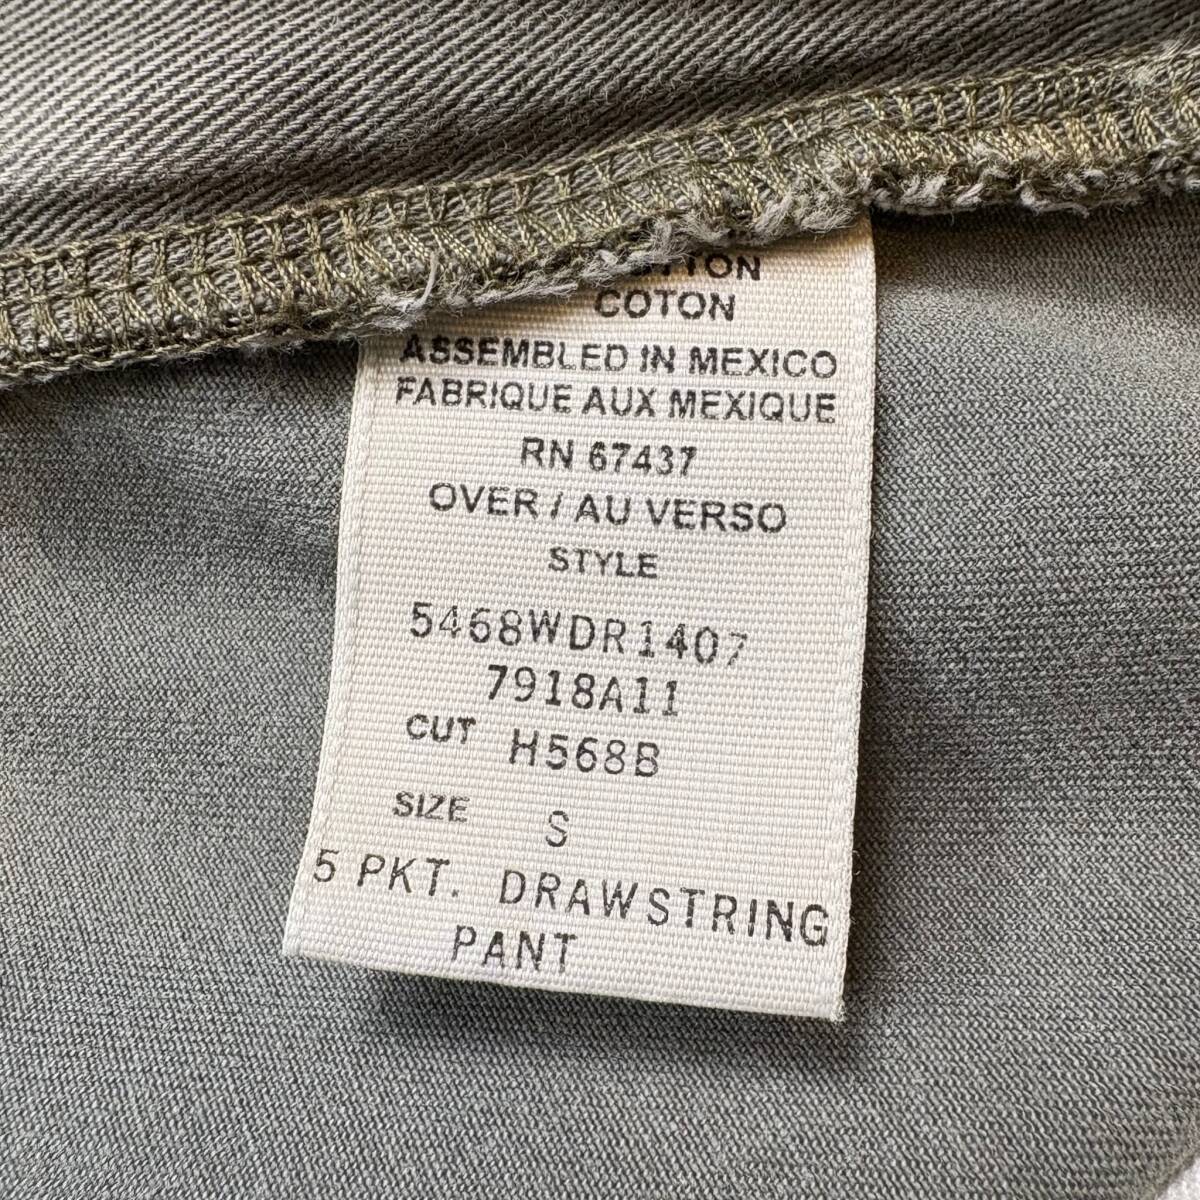 COTTON
COTON
ASSEMBLED IN MEXICO
FABRIQUE AUX MEXIQUE
RN 67437
OVER / AU VERSO
STYLE
5468WDR1407
7918A11
CUT H568B
SIZE S
5 PKT. DRAWSTRING
PANT